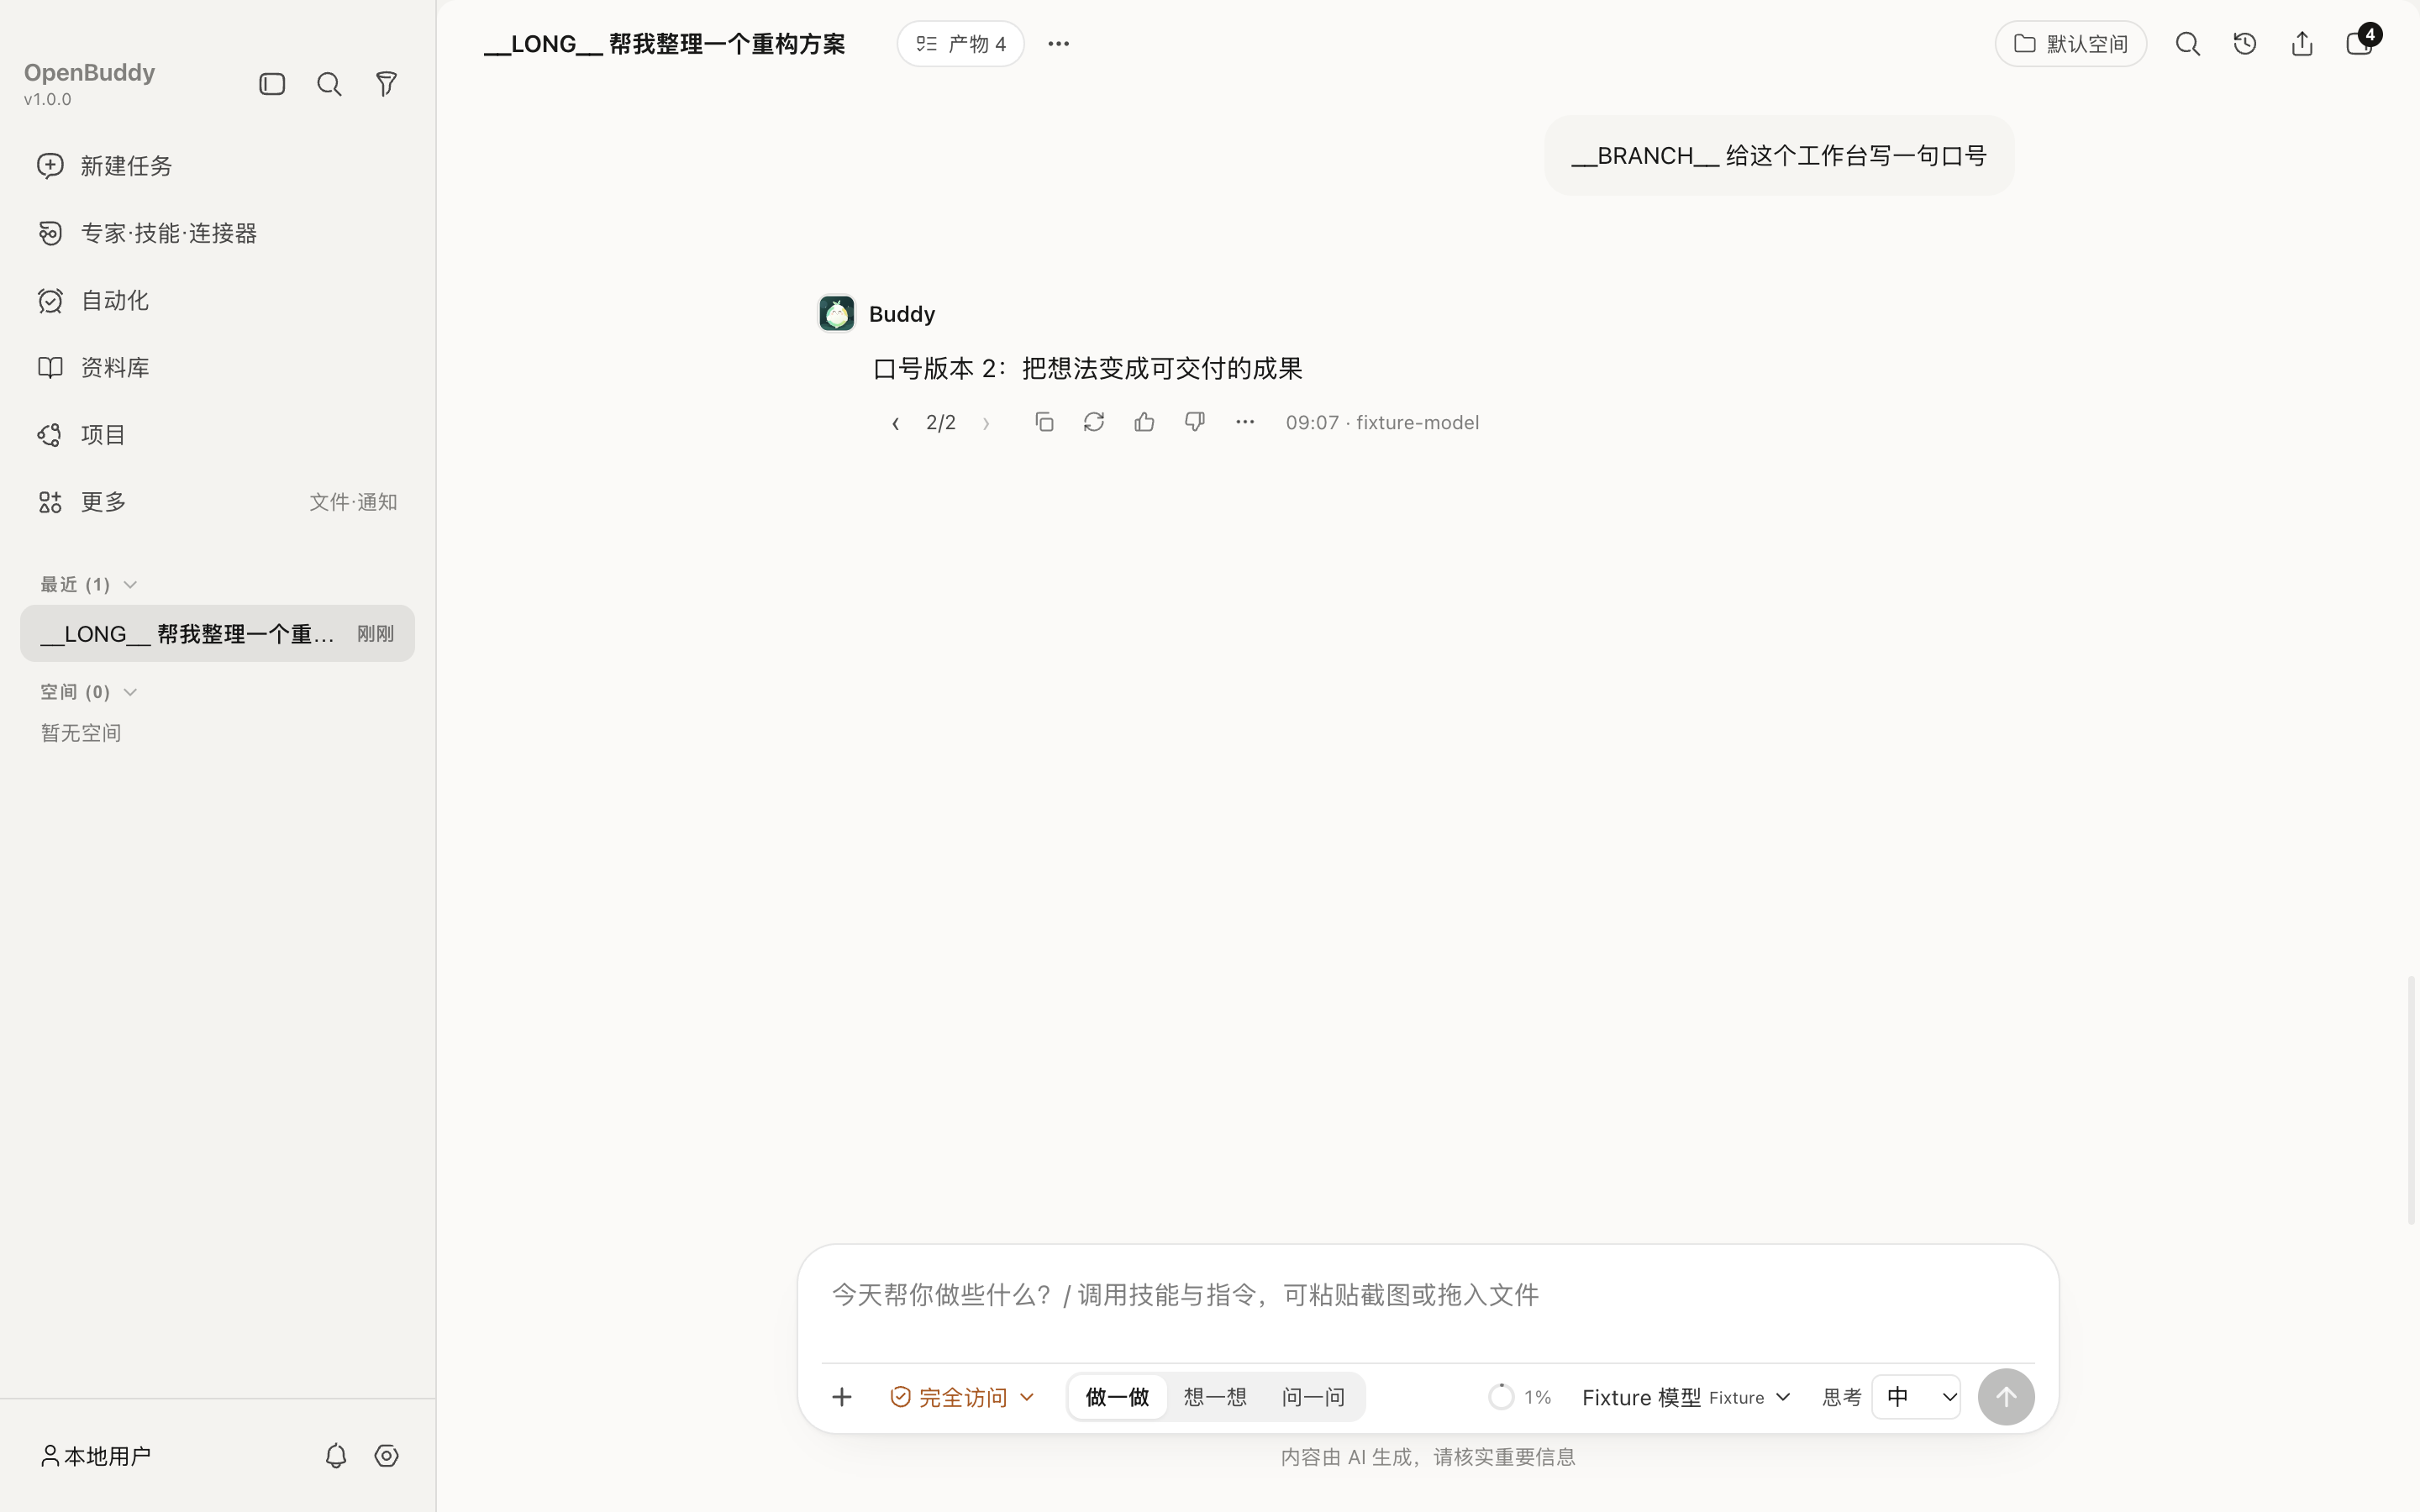 OpenBuddy
v1.0.0
新建任务
专家·技能·连接器
自动化
资料库
项目
更多
文件·通知
最近 (1)
__LONG__ 帮我整理一个重…
刚刚
空间 (0)
暂无空间
本地用户
__LONG__ 帮我整理一个重构方案
产物 4
默认空间
4
__BRANCH__ 给这个工作台写一句口号
Buddy
口号版本 2：把想法变成可交付的成果
2/2
09:07 · fixture-model
今天帮你做些什么？/ 调用技能与指令，可粘贴截图或拖入文件
完全访问
做一做
想一想
问一问
1%
Fixture 模型 Fixture
思考
中
内容由 AI 生成，请核实重要信息